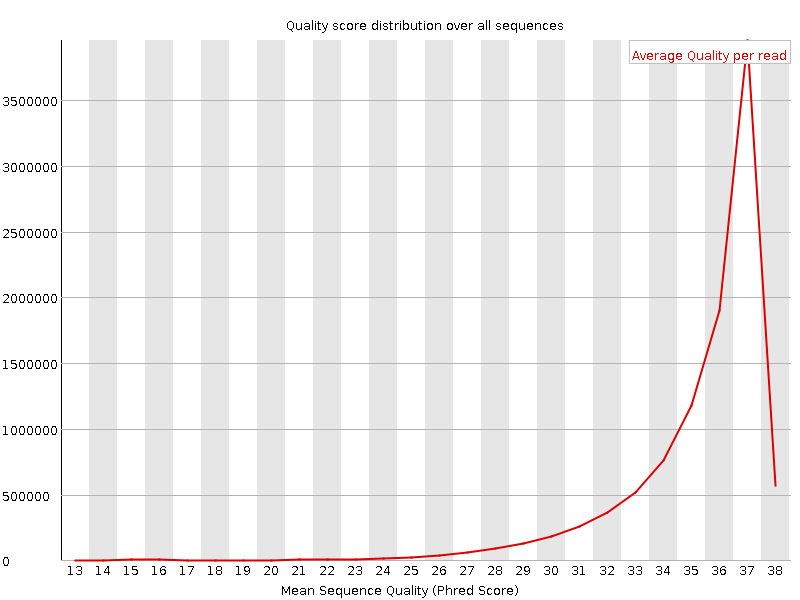 Quality score distribution over all sequences
Average Quality per read
3500000
3000000
2500000
2000000
1500000
1000000
500000
0
13 14 15 16 17 18 19 20 21 22 23 24 25 26 27 28 29 30 31 32 33 34 35 36 37 38
Mean Sequence Quality (Phred Score)